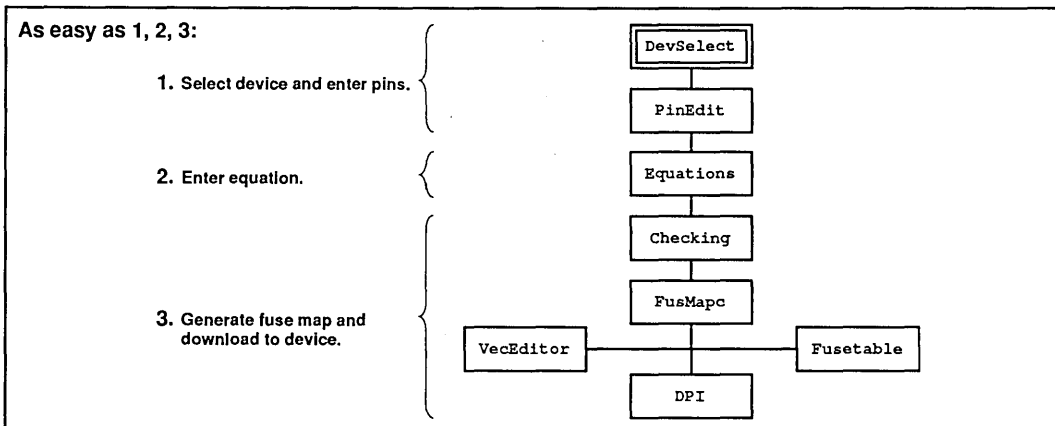 As easy as 1, 2, 3:
1. Select device and enter pins.
2. Enter equation.
3. Generate fuse map and
download to device.
DevSelect
PinEdit
Equations
Checking
FusMapc
VecEditor
Fusetable
DPI